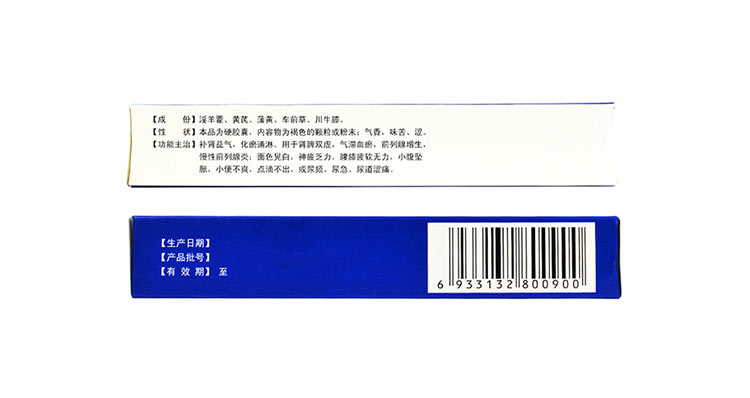 【成　份】淫羊藿、黄芪、蒲黄、车前草、川牛膝。
【性　状】本品为硬胶囊，内容物为褐色的颗粒或粉末；气香，味苦、涩。
【功能主治】补肾益气，化瘀通淋。用于肾脾双虚，气滞血瘀，前列腺增生，
慢性前列腺炎；面色晃白，神疲乏力，腰膝疲软无力，小腹坠
胀，小便不爽，点滴不出，或尿频、尿急、尿道涩痛。
【生产日期】
【产品批号】
【有 效 期】至
6 933132 800900